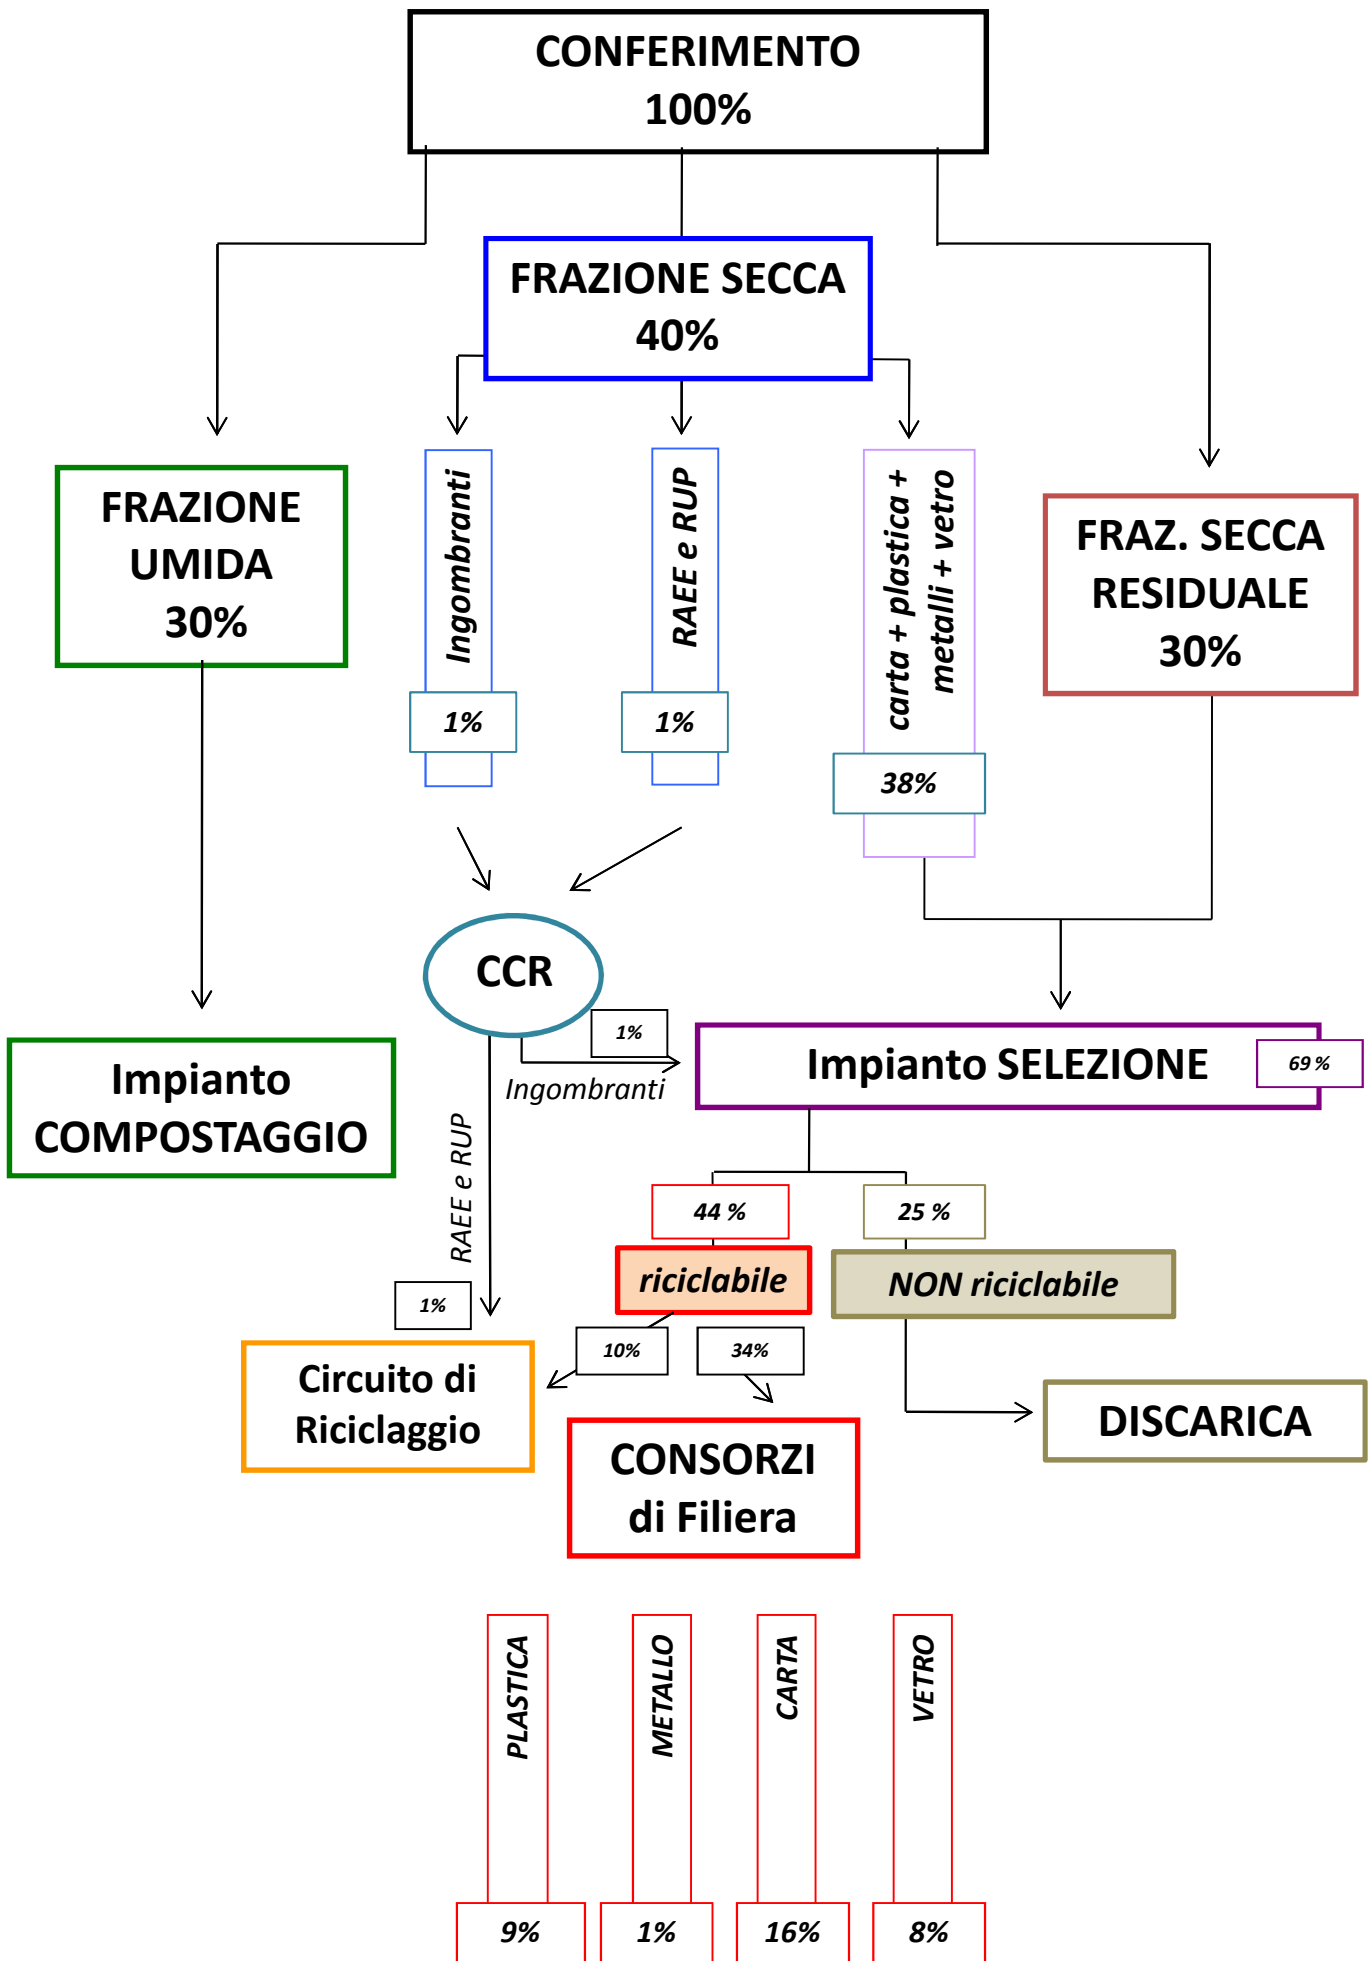 CONFERIMENTO
100%
FRAZIONE SECCA
40%
FRAZIONE
UMIDA
30%
Ingombranti
1%
RAEE e RUP
1%
carta + plastica +
metalli + vetro
38%
FRAZ. SECCA
RESIDUALE
30%
CCR
1%
Ingombranti
Impianto SELEZIONE
69 %
Impianto
COMPOSTAGGIO
RAEE e RUP
1%
44 %
25 %
riciclabile
NON riciclabile
10%
34%
Circuito di
Riciclaggio
CONSORZI
di Filiera
DISCARICA
PLASTICA
METALLO
CARTA
VETRO
9%
1%
16%
8%